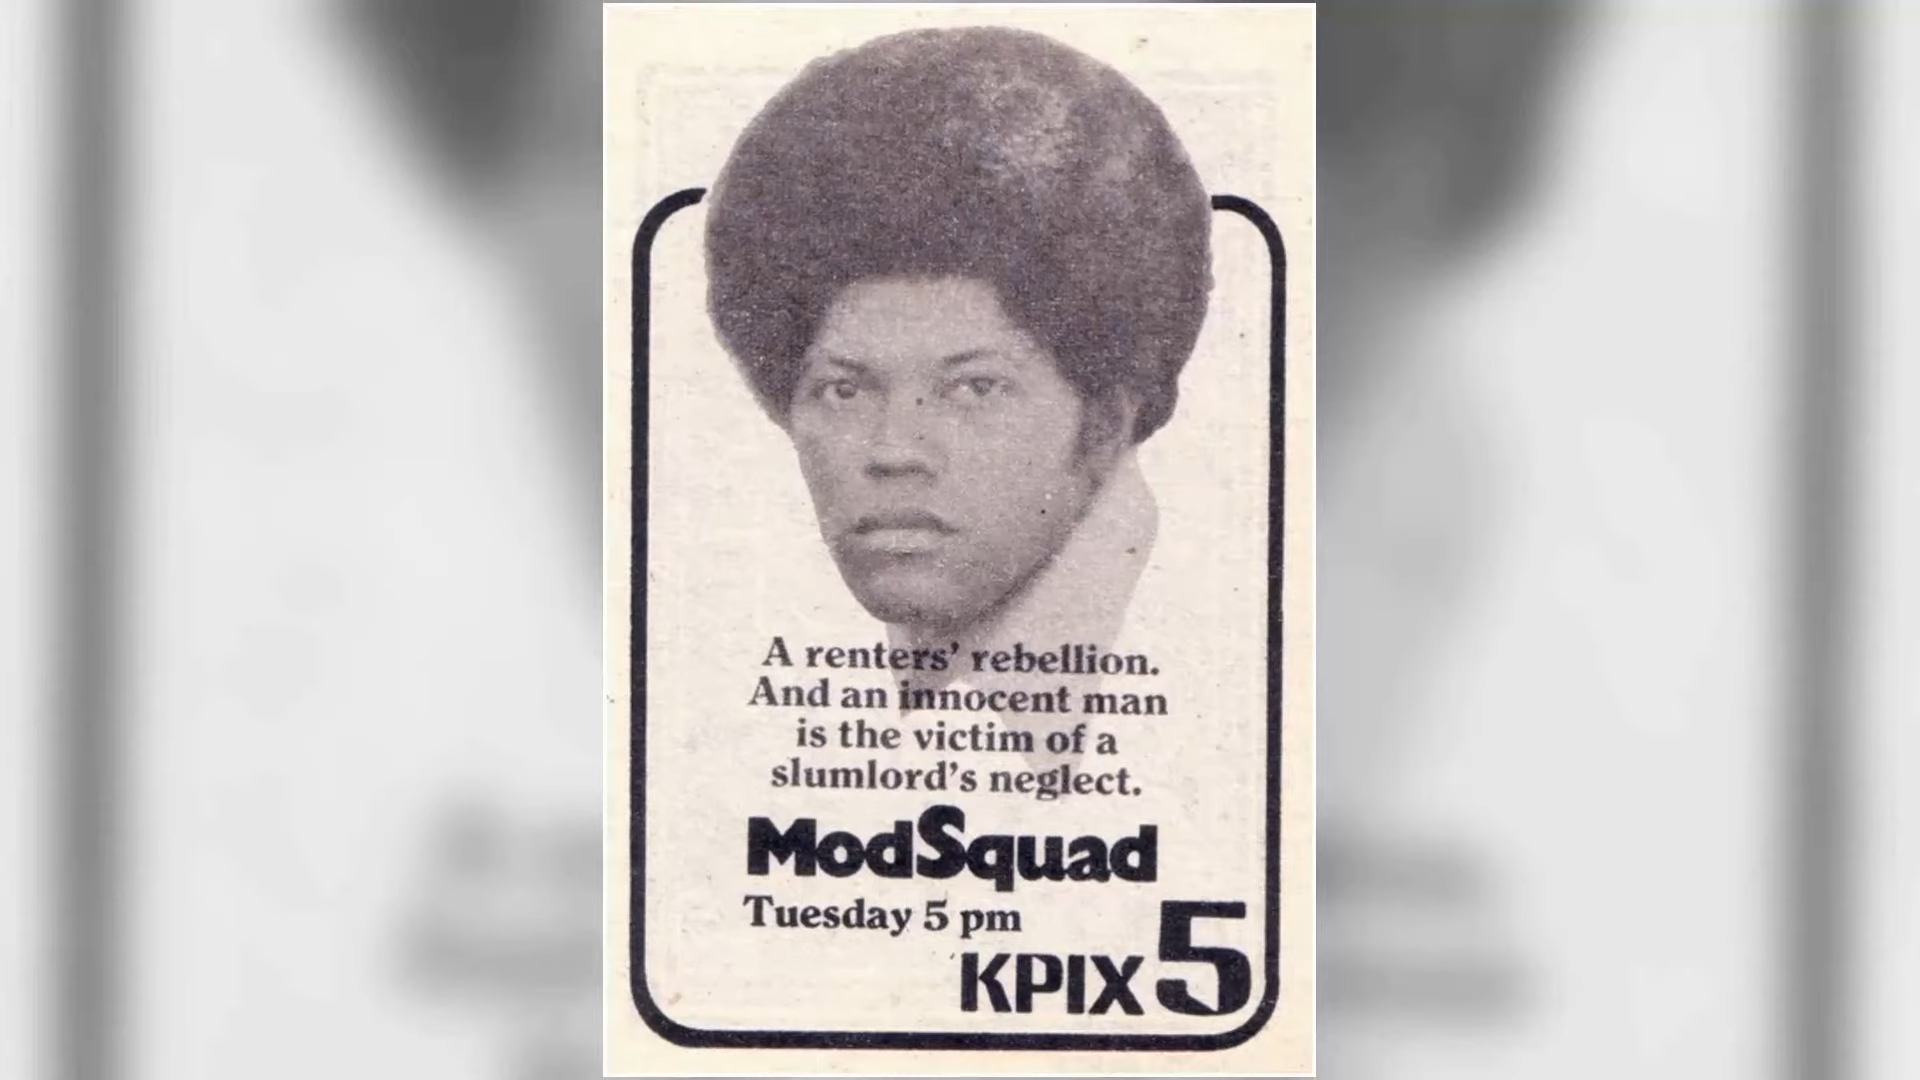 A renters’ rebellion.
And an innocent man
is the victim of a
slumlord’s neglect.
ModSquad
Tuesday 5 pm
KPIX 5